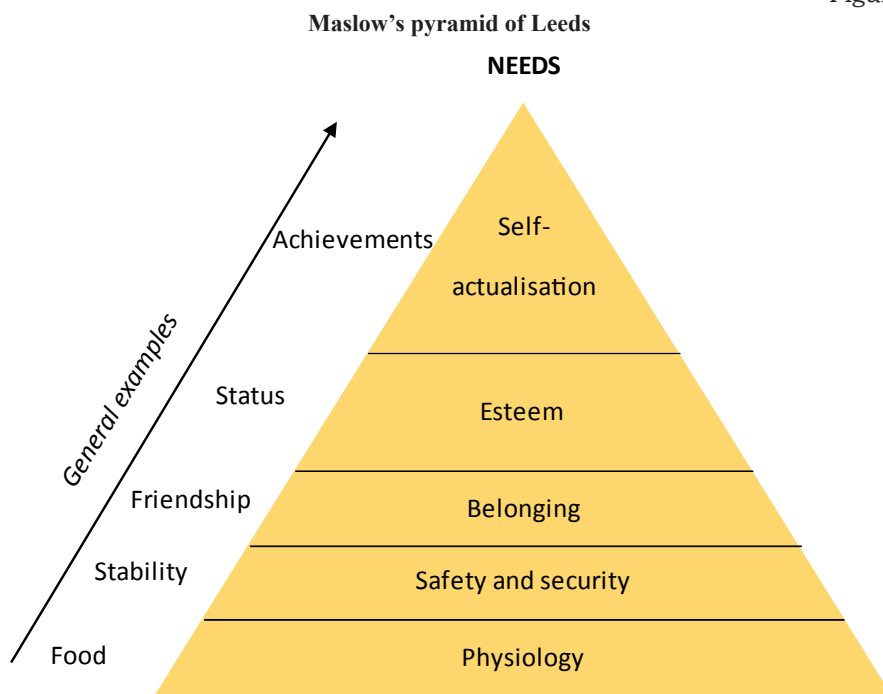 Maslow's pyramid of Leeds
NEEDS
Achievements
Self-
actualisation
General examples
Status
Esteem
Friendship
Belonging
Stability
Safety and security
Food
Physiology